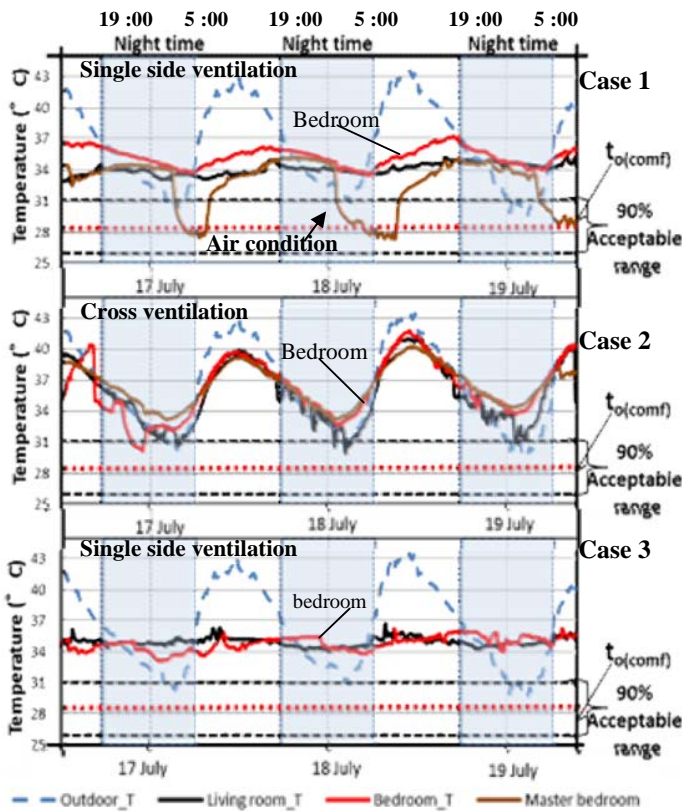 19 :00 5 :00 19 :00 5 :00 19 :00 5 :00
Night time Night time Night time
Single side ventilation
Case 1
Temperature (° C)
43
40
37
34
31
28
25
Bedroom
Air condition
to(comf)
90%
Acceptable
range
17 July 18 July 19 July
Cross ventilation
Case 2
Temperature (° C)
43
40
37
34
31
28
25
Bedroom
to(comf)
90%
Acceptable
range
17 July 18 July 19 July
Single side ventilation
Case 3
Temperature (° C)
43
40
37
34
31
28
25
bedroom
to(comf)
90%
Acceptable
range
17 July 18 July 19 July
Outdoor_T Living room_T Bedroom_T Master bedroom